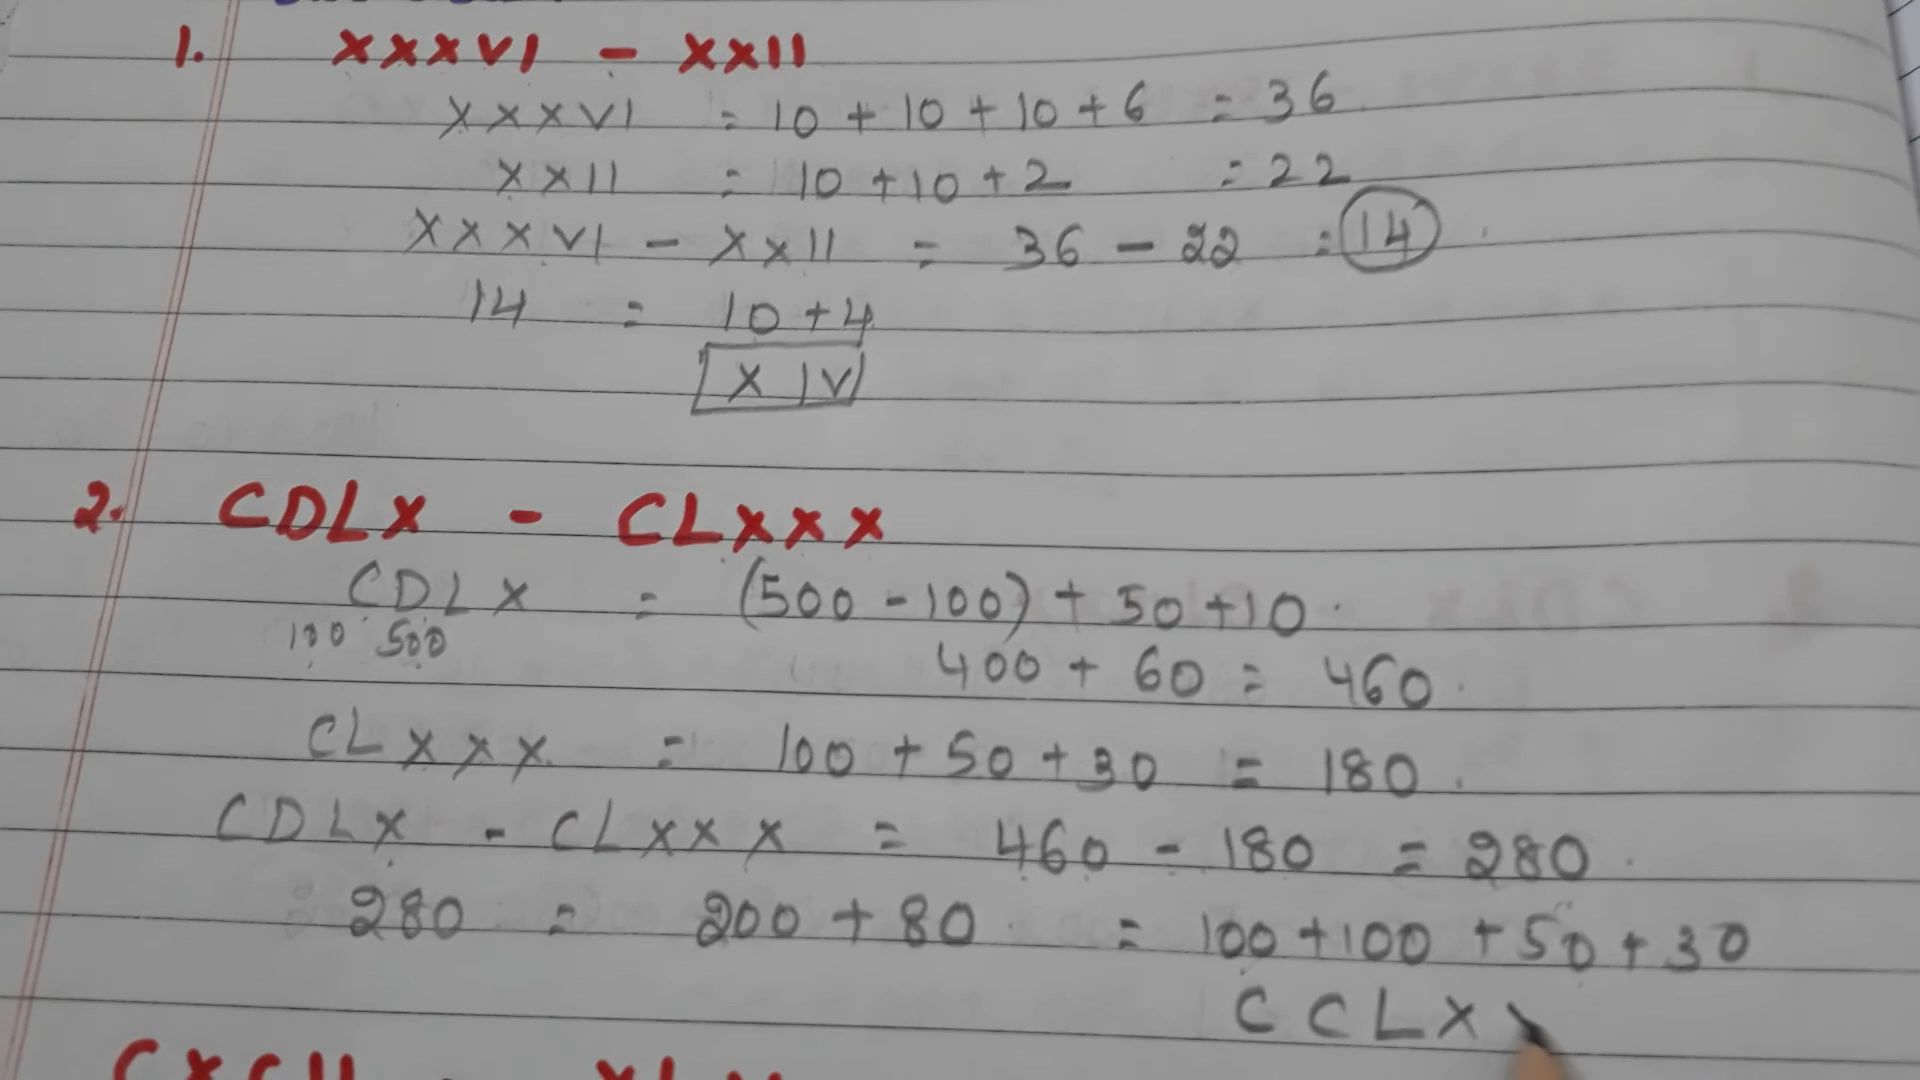 1. XXXVI - XXII
XXXVI = 10 + 10 + 10 + 6 = 36
XXII = 10 + 10 + 2 = 22
XXXVI - XXII = 36 - 22 = 14
14 = 10 + 4
XIV
2. CDLX - CLXXX
CDLX = (500 - 100) + 50 + 10
100 500
400 + 60 = 460
CLXXX = 100 + 50 + 30 = 180
CDLX - CLXXX = 460 - 180 = 280
280 = 200 + 80 = 100 + 100 + 50 + 30
CCLX
CXCII